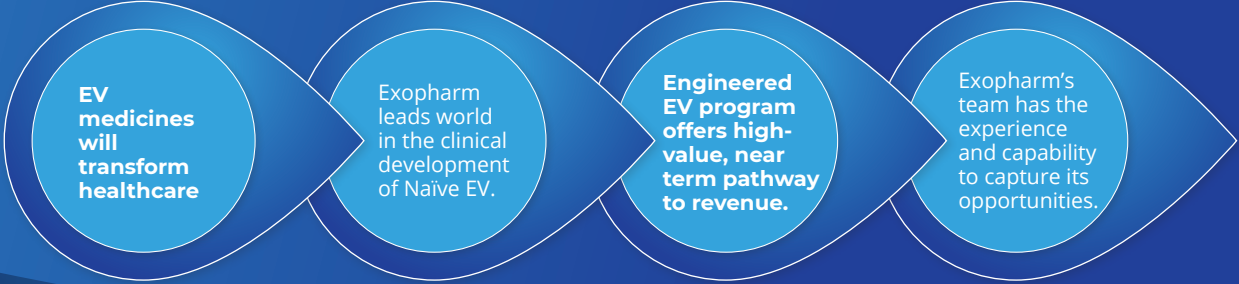 EV
medicines
will
transform
healthcare
Exopharm
leads world
in the clinical
development
of Naïve EV.
Engineered
EV program
offers high-
value, near
term pathway
to revenue.
Exopharm’s
team has the
experience
and capability
to capture its
opportunities.